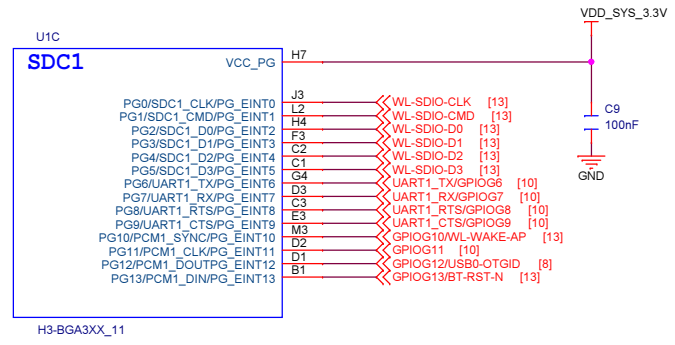 VDD_SYS_3.3V
U1C
SDC1
VCC_PG H7
PG0/SDC1_CLK/PG_EINT0 J3 WL-SDIO-CLK [13]
PG1/SDC1_CMD/PG_EINT1 L2 WL-SDIO-CMD [13]
PG2/SDC1_D0/PG_EINT2 H4 WL-SDIO-D0 [13]
PG3/SDC1_D1/PG_EINT3 F3 WL-SDIO-D1 [13]
PG4/SDC1_D2/PG_EINT4 C2 WL-SDIO-D2 [13]
PG5/SDC1_D3/PG_EINT5 C1 WL-SDIO-D3 [13]
PG6/UART1_TX/PG_EINT6 G4 UART1_TX/GPIOG6 [10]
PG7/UART1_RX/PG_EINT7 D3 UART1_RX/GPIOG7 [10]
PG8/UART1_RTS/PG_EINT8 C3 UART1_RTS/GPIOG8 [10]
PG9/UART1_CTS/PG_EINT9 E3 UART1_CTS/GPIOG9 [10]
PG10/PCM1_SYNC/PG_EINT10 M3 GPIOG10/WL-WAKE-AP [13]
PG11/PCM1_CLK/PG_EINT11 D2 GPIOG11 [10]
PG12/PCM1_DOUTPG_EINT12 D1 GPIOG12/USB0-OTGID [8]
PG13/PCM1_DIN/PG_EINT13 B1 GPIOG13/BT-RST-N [13]
C9
100nF
GND
H3-BGA3XX_11